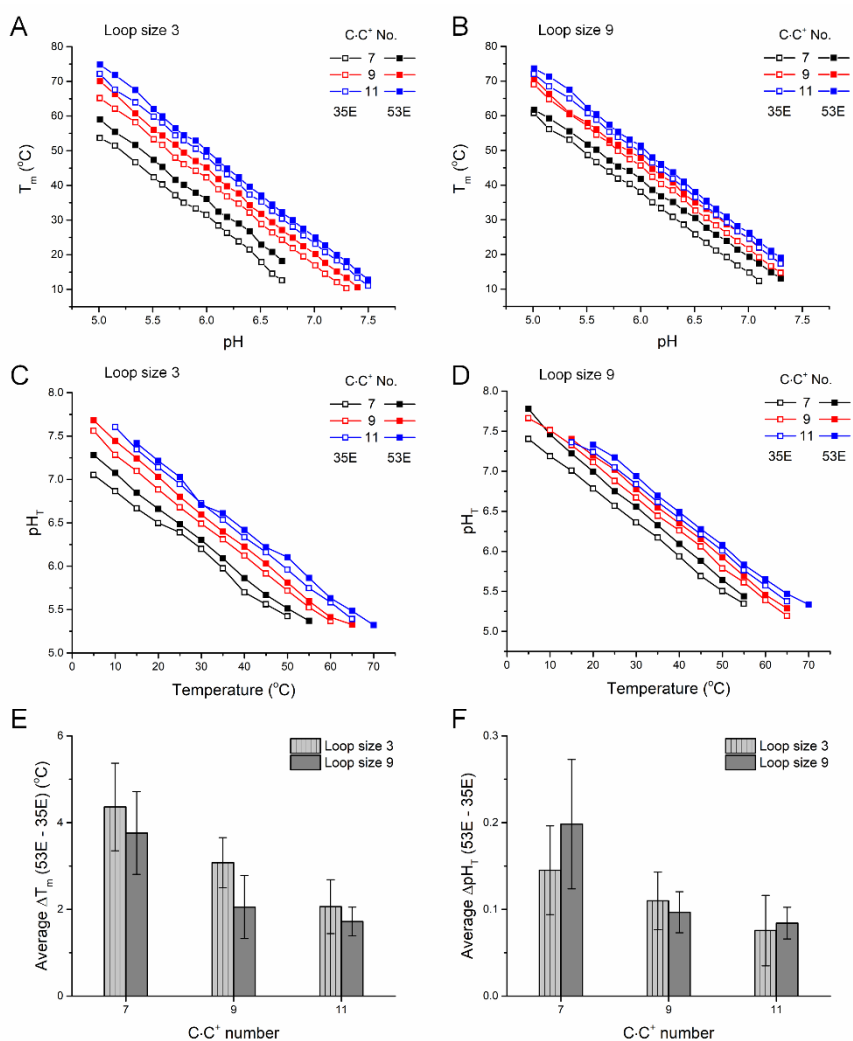 A
Loop size 3
C·C⁺ No.
7
9
11
35E 53E
Tₘ (°C)
80
70
60
50
40
30
20
10
5.0 5.5 6.0 6.5 7.0 7.5
pH
B
Loop size 9
C·C⁺ No.
7
9
11
35E 53E
Tₘ (°C)
80
70
60
50
40
30
20
10
5.0 5.5 6.0 6.5 7.0 7.5
pH
C
Loop size 3
C·C⁺ No.
7
9
11
35E 53E
pH_T
8.0
7.5
7.0
6.5
6.0
5.5
5.0
0 10 20 30 40 50 60 70
Temperature (°C)
D
Loop size 9
C·C⁺ No.
7
9
11
35E 53E
pH_T
8.0
7.5
7.0
6.5
6.0
5.5
5.0
0 10 20 30 40 50 60 70
Temperature (°C)
E
Loop size 3
Loop size 9
Average ΔTₘ (53E - 35E) (°C)
6
4
2
0
7 9 11
C·C⁺ number
F
Loop size 3
Loop size 9
Average ΔpH_T (53E - 35E)
0.3
0.2
0.1
0.0
7 9 11
C·C⁺ number